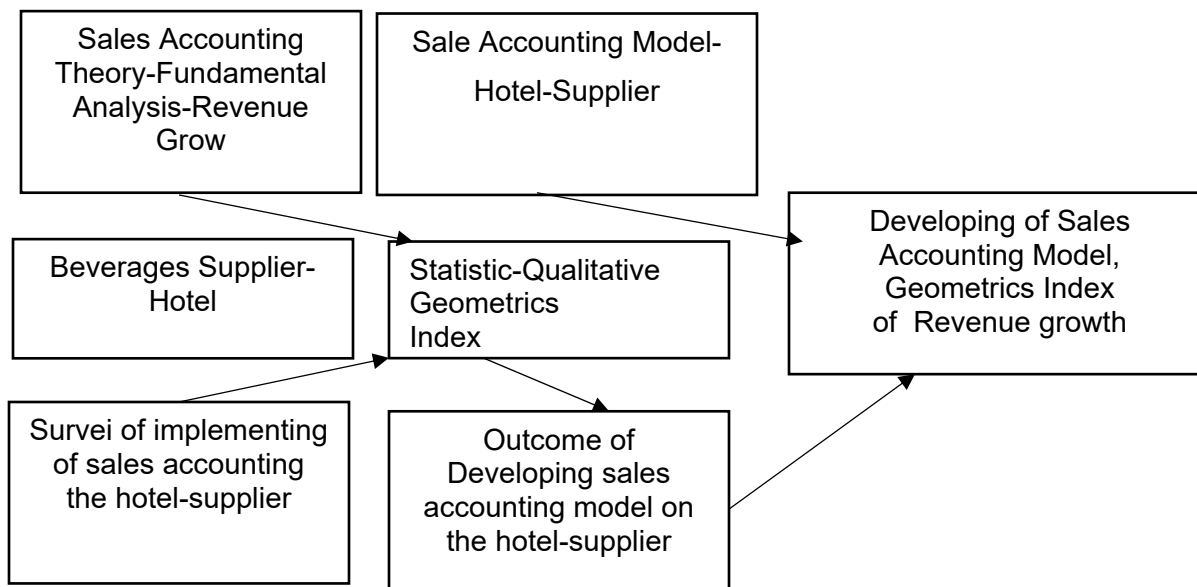 Sales Accounting
Theory-Fundamental
Analysis-Revenue
Grow
Sale Accounting Model-
Hotel-Supplier
Developing of Sales
Accounting Model,
Geometrics Index
of Revenue growth
Beverages Supplier-
Hotel
Statistic-Qualitative
Geometrics
Index
Survei of implementing
of sales accounting
the hotel-supplier
Outcome of
Developing sales
accounting model on
the hotel-supplier